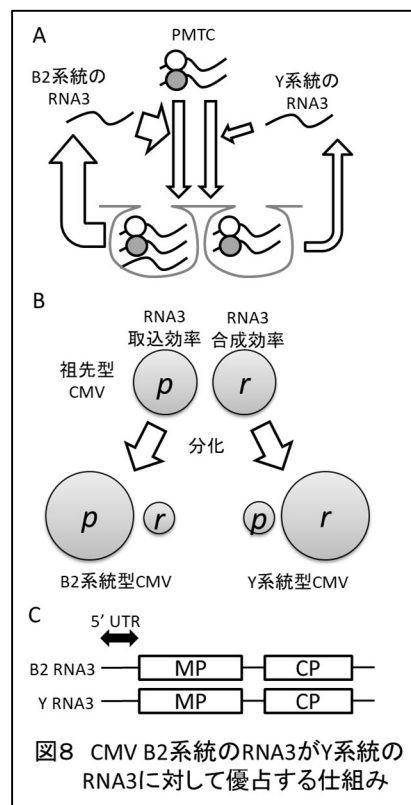 A
PMTC
B2系統の
RNA3
Y系統の
RNA3
B
RNA3
取込効率
RNA3
合成効率
祖先型
CMV
p
r
分化
p
r
p
r
B2系統型CMV
Y系統型CMV
C
5' UTR
B2 RNA3
MP
CP
Y RNA3
MP
CP
図8 CMV B2系統のRNA3がY系統の
RNA3に対して優占する仕組み